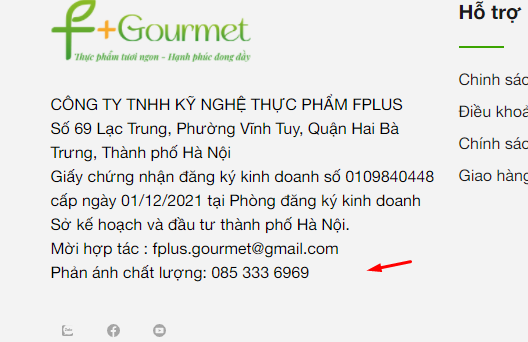 f+Gourmet
Thực phẩm tươi ngon - Hạnh phúc đong đầy
CÔNG TY TNHH KỸ NGHỆ THỰC PHẨM FPLUS
Số 69 Lạc Trung, Phường Vĩnh Tuy, Quận Hai Bà
Trưng, Thành phố Hà Nội
Giấy chứng nhận đăng ký kinh doanh số 0109840448
cấp ngày 01/12/2021 tại Phòng đăng ký kinh doanh
Sở kế hoạch và đầu tư thành phố Hà Nội.
Mời hợp tác : fplus.gourmet@gmail.com
Phản ánh chất lượng: 085 333 6969
Hỗ trợ
Chinh sác
Điều khoả
Chính sác
Giao hàng